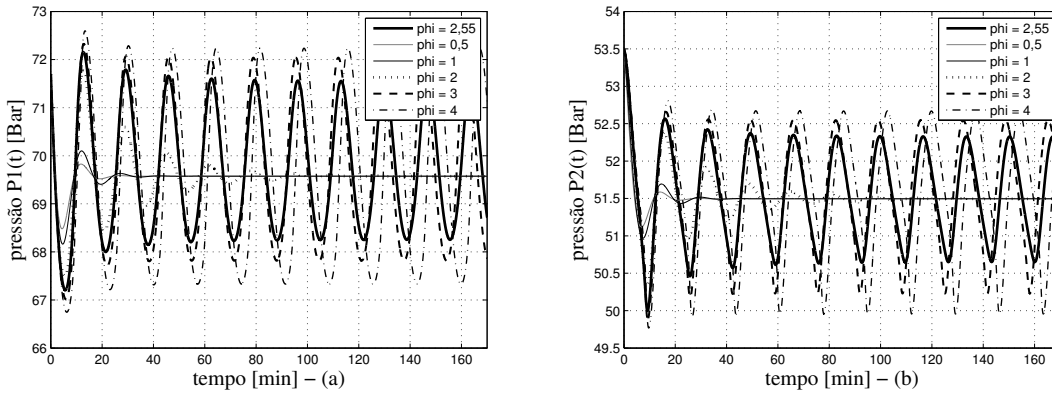 73
72
71
70
69
68
67
66
0 20 40 60 80 100 120 140 160
pressão P1(t) [Bar]
tempo [min] − (a)
phi = 2,55
phi = 0,5
phi = 1
phi = 2
phi = 3
phi = 4
54
53.5
53
52.5
52
51.5
51
50.5
50
49.5
0 20 40 60 80 100 120 140 160
pressão P2(t) [Bar]
tempo [min] − (b)
phi = 2,55
phi = 0,5
phi = 1
phi = 2
phi = 3
phi = 4